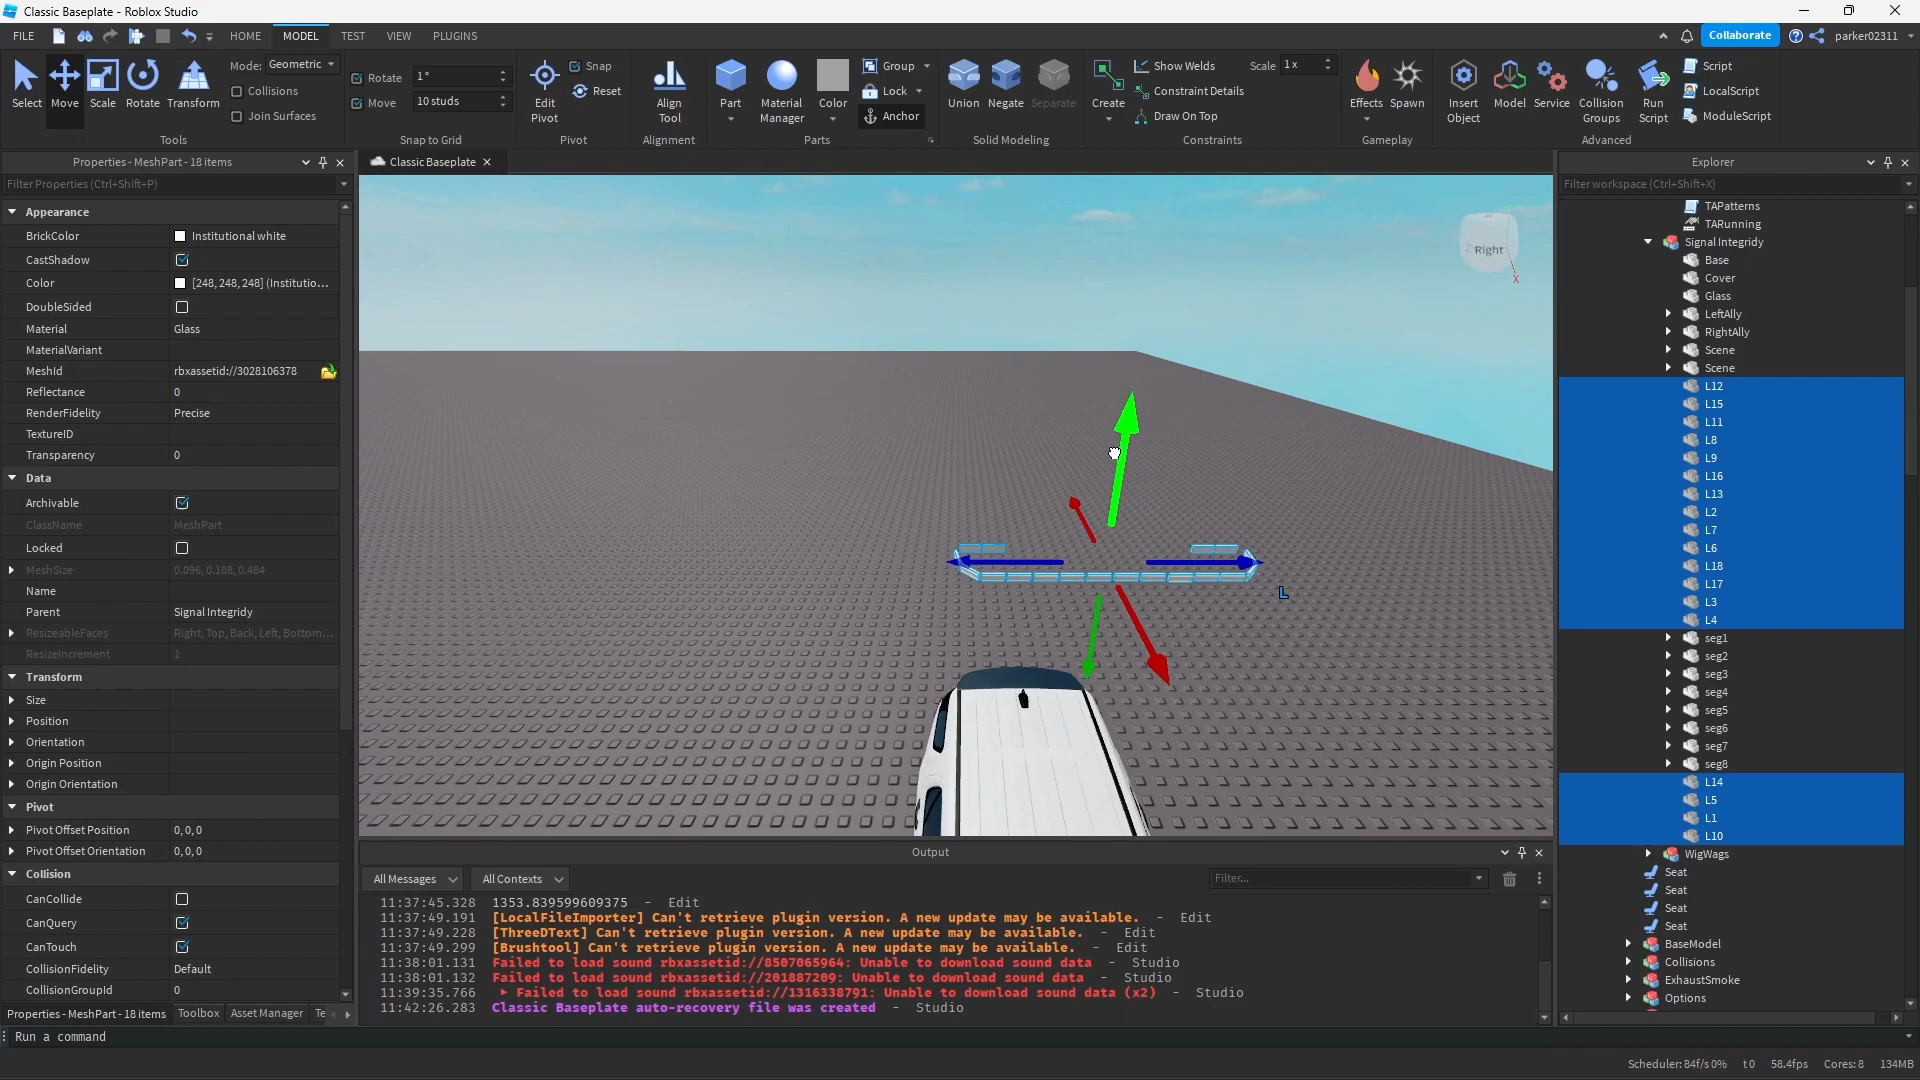 Classic Baseplate - Roblox Studio
FILE HOME MODEL TEST VIEW PLUGINS Collaborate parker02311
Select Move Scale Rotate Transform
Mode: Geometric
Collisions
Join Surfaces
Tools
Rotate 1°
Move 10 studs
Snap to Grid
Edit Pivot
Snap
Reset
Pivot
Align Tool
Alignment
Part
Material Manager
Color
Group
Lock
Anchor
Parts
Union Negate Separate
Solid Modeling
Create
Show Welds
Constraint Details
Draw On Top
Scale 1 x
Constraints
Effects Spawn
Gameplay
Insert Object
Model
Service
Collision Groups
Run Script
Script
LocalScript
ModuleScript
Advanced
Properties - MeshPart - 18 items
Filter Properties (Ctrl+Shift+P)
Appearance
BrickColor Institutional white
CastShadow
Color [248, 248, 248] (Institutio...
DoubleSided
Material Glass
MaterialVariant
MeshId rbxassetid://3028106378
Reflectance 0
RenderFidelity Precise
TextureID
Transparency 0
Data
Archivable
ClassName MeshPart
Locked
MeshSize 0.096, 0.188, 0.484
Name
Parent Signal Integridy
ResizeableFaces Right, Top, Back, Left, Bottom...
ResizeIncrement 1
Transform
Size
Position
Orientation
Origin Position
Origin Orientation
Pivot
Pivot Offset Position 0, 0, 0
Pivot Offset Orientation 0, 0, 0
Collision
CanCollide
CanQuery
CanTouch
CollisionFidelity Default
CollisionGroupId 0
Properties - MeshPart - 18 items Toolbox Asset Manager Te
Classic Baseplate
Right
Z
X
L
Output
All Messages All Contexts Filter...
11:37:45.328 1353.839599609375 - Edit
11:37:49.191 [LocalFileImporter] Can't retrieve plugin version. A new update may be available. - Edit
11:37:49.228 [ThreeDText] Can't retrieve plugin version. A new update may be available. - Edit
11:37:49.299 [Brushtool] Can't retrieve plugin version. A new update may be available. - Edit
11:38:01.131 Failed to load sound rbxassetid://8507065964: Unable to download sound data - Studio
11:38:01.132 Failed to load sound rbxassetid://201887209: Unable to download sound data - Studio
11:39:35.766 Failed to load sound rbxassetid://1316338791: Unable to download sound data (x2) - Studio
11:42:26.283 Classic Baseplate auto-recovery file was created - Studio
Explorer
Filter workspace (Ctrl+Shift+X)
TAPatterns
TARunning
Signal Integridy
Base
Cover
Glass
LeftAlly
RightAlly
Scene
Scene
L12
L15
L11
L8
L9
L16
L13
L2
L7
L6
L18
L17
L3
L4
seg1
seg2
seg3
seg4
seg5
seg6
seg7
seg8
L14
L5
L1
L10
WigWags
Seat
Seat
Seat
Seat
BaseModel
Collisions
ExhaustSmoke
Options
Run a command
Scheduler: 84f/s 0% t0 58.4fps Cores: 8 134MB